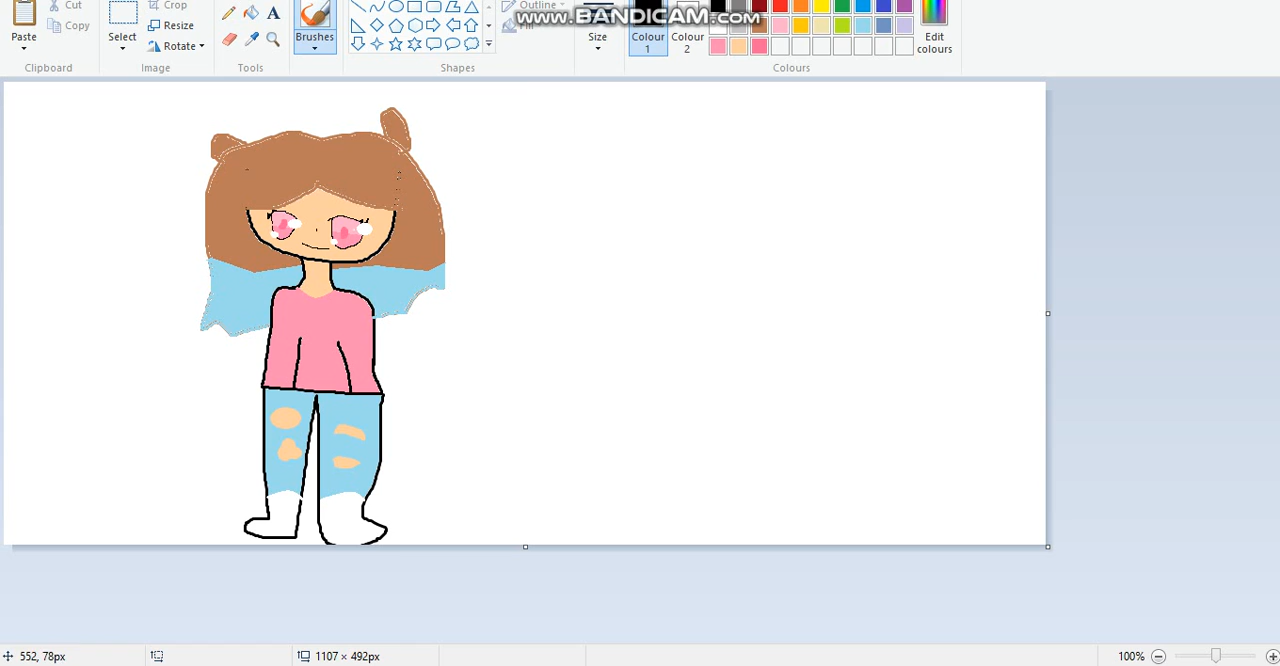 Cut
Crop
Outline
www.BANDICAM.com
Paste
Copy
Select
Resize
Rotate
A
Brushes
Fill
Size
Colour 1
Colour 2
Edit colours
Clipboard
Image
Tools
Shapes
Colours
552, 78px
1107 × 492px
100%